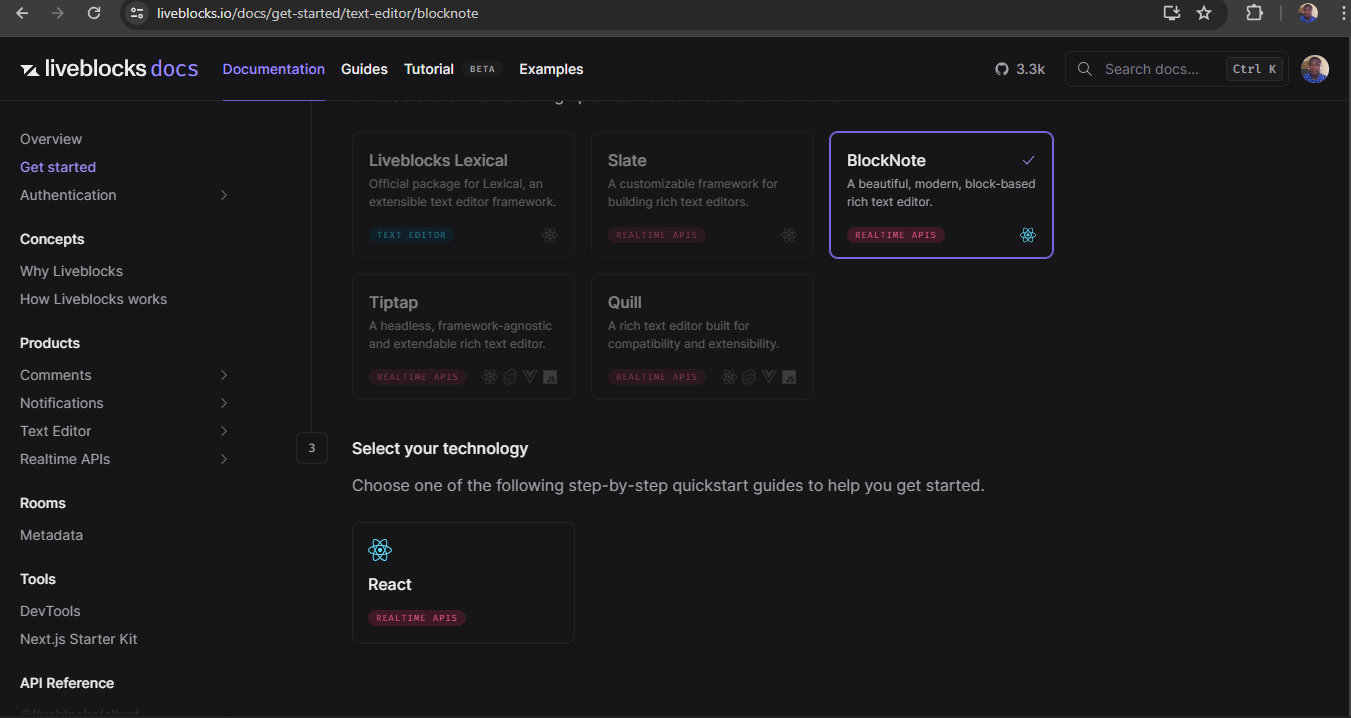 liveblocks.io/docs/get-started/text-editor/blocknote
liveblocks docs
Documentation
Guides
Tutorial
BETA
Examples
3.3k
Search docs...
Ctrl K
Overview
Get started
Authentication
Concepts
Why Liveblocks
How Liveblocks works
Products
Comments
Notifications
Text Editor
Realtime APIs
Rooms
Metadata
Tools
DevTools
Next.js Starter Kit
API Reference
Liveblocks Lexical
Official package for Lexical, an
extensible text editor framework.
TEXT EDITOR
Slate
A customizable framework for
building rich text editors.
REALTIME APIS
BlockNote
A beautiful, modern, block-based
rich text editor.
REALTIME APIS
Tiptap
A headless, framework-agnostic
and extendable rich text editor.
REALTIME APIS
Quill
A rich text editor built for
compatibility and extensibility.
REALTIME APIS
JS
JS
3
Select your technology
Choose one of the following step-by-step quickstart guides to help you get started.
React
REALTIME APIS